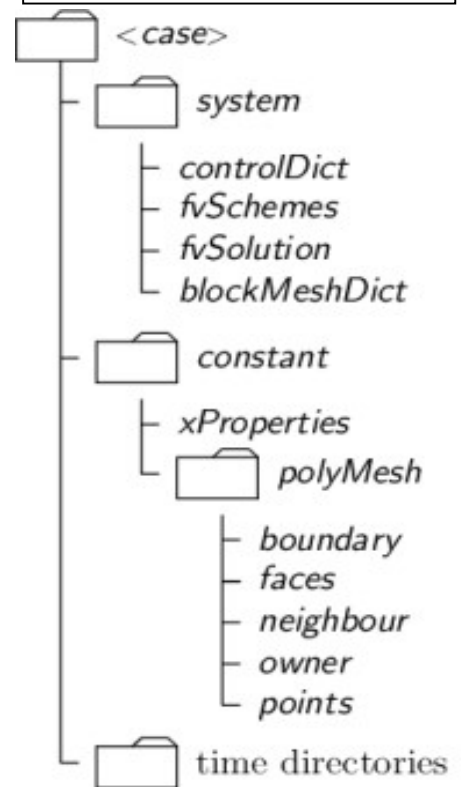 <case>
system
controlDict
fvSchemes
fvSolution
blockMeshDict
constant
xProperties
polyMesh
boundary
faces
neighbour
owner
points
time directories